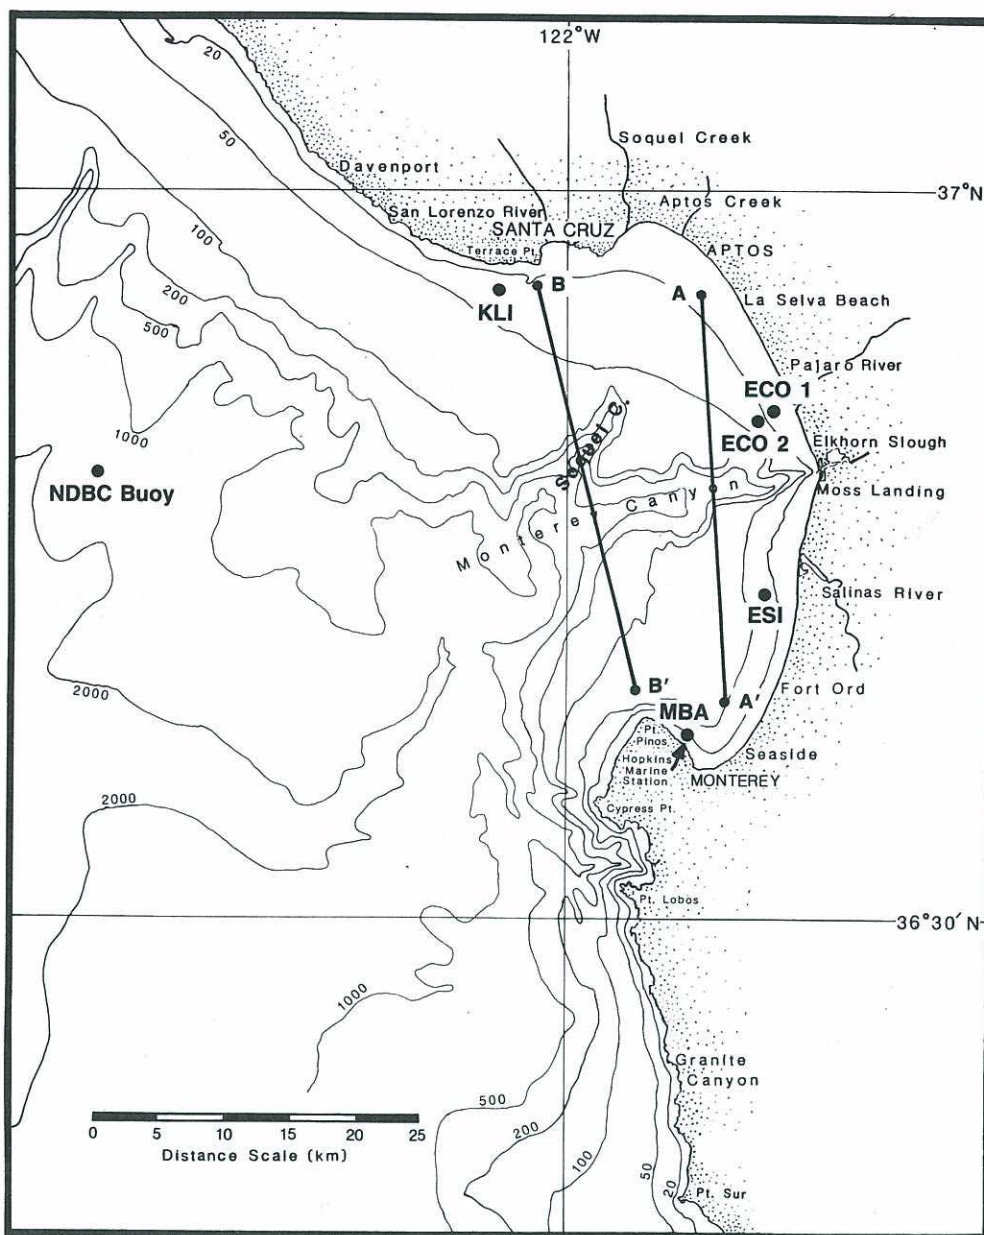 122°W
20
Soquel Creek
50
Davenport
37°N
San Lorenzo River
Aptos Creek
SANTA CRUZ
100
Terrace Pt.
APTOS
B
A
200
KLI
La Selva Beach
500
Pajaro River
ECO 1
1000
Soquel C.
ECO 2
Elkhorn Slough
NDBC Buoy
Moss Landing
Monterey Canyon
ESI
Salinas River
2000
B'
A'
Fort Ord
MBA
Pt.
Pinos
Seaside
Hopkins
Marine
Station
MONTEREY
2000
Cypress Pt.
Pt. Lobos
36°30'N
1000
Granite
Canyon
500
200
100
50
20
0 5 10 15 20 25
Distance Scale (km)
Pt. Sur